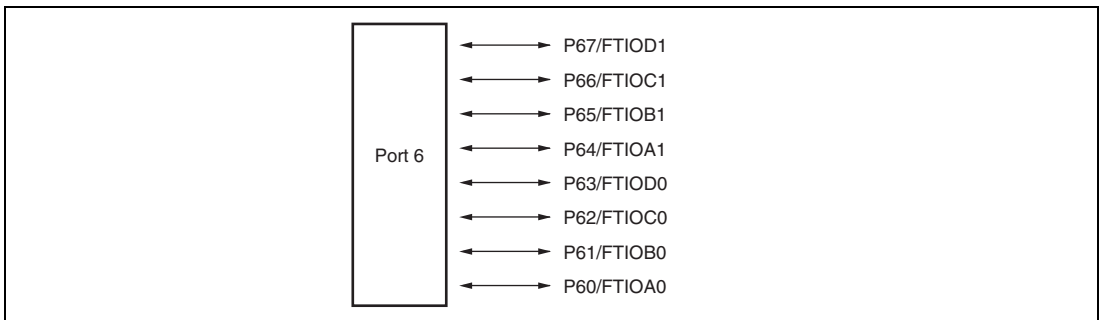 Port 6
P67/FTIOD1
P66/FTIOC1
P65/FTIOB1
P64/FTIOA1
P63/FTIOD0
P62/FTIOC0
P61/FTIOB0
P60/FTIOA0